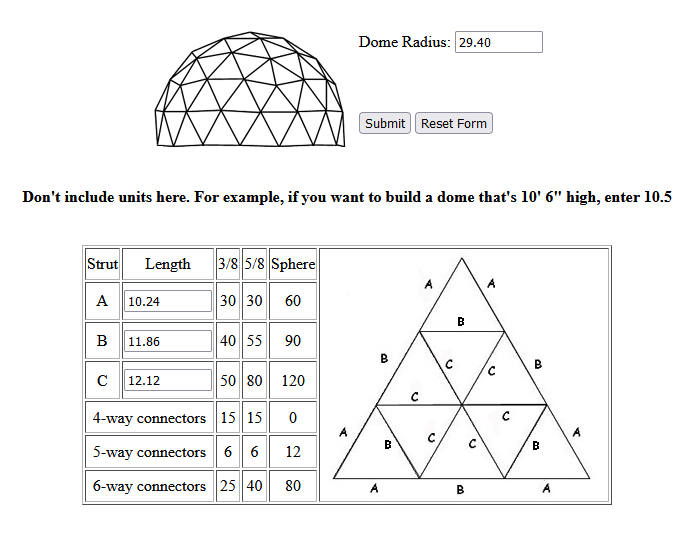 Dome Radius: 29.40
Submit Reset Form
Don't include units here. For example, if you want to build a dome that's 10' 6" high, enter 10.5
Strut Length 3/8 5/8 Sphere
A 10.24 30 30 60
B 11.86 40 55 90
C 12.12 50 80 120
4-way connectors 15 15 0
5-way connectors 6 6 12
6-way connectors 25 40 80
A A
B
B C C B
C C
A B C C B A
A B A